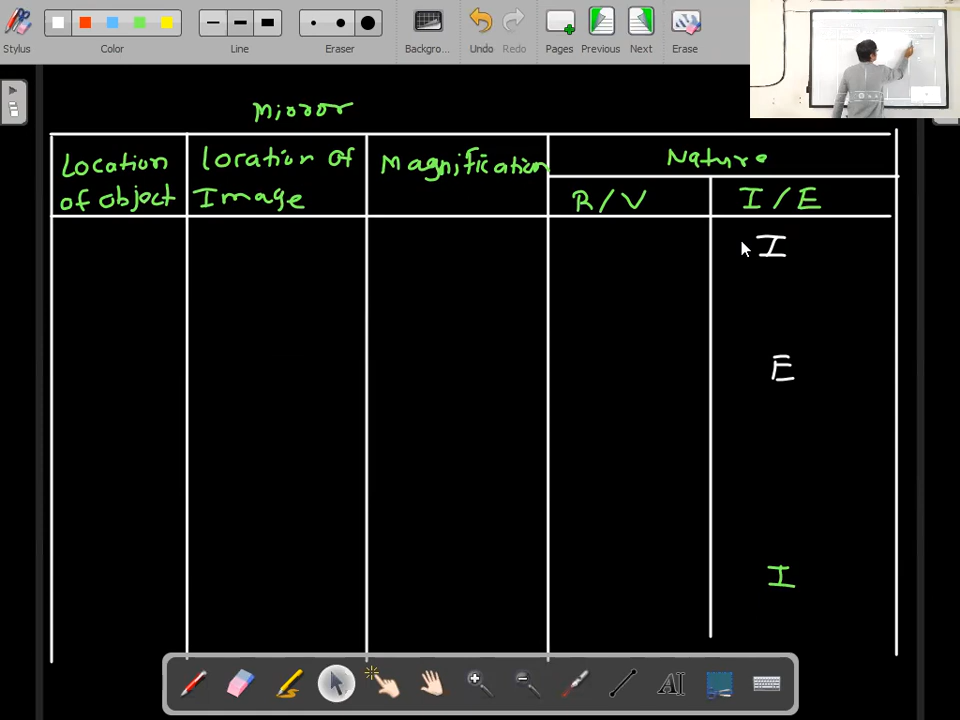 Stylus
Color
Line
Eraser
Backgro...
Undo
Redo
Pages
Previous
Next
Erase
Mirror
Location of object
Location of Image
Magnification
Nature
R/V
I/E
I
E
I
AI